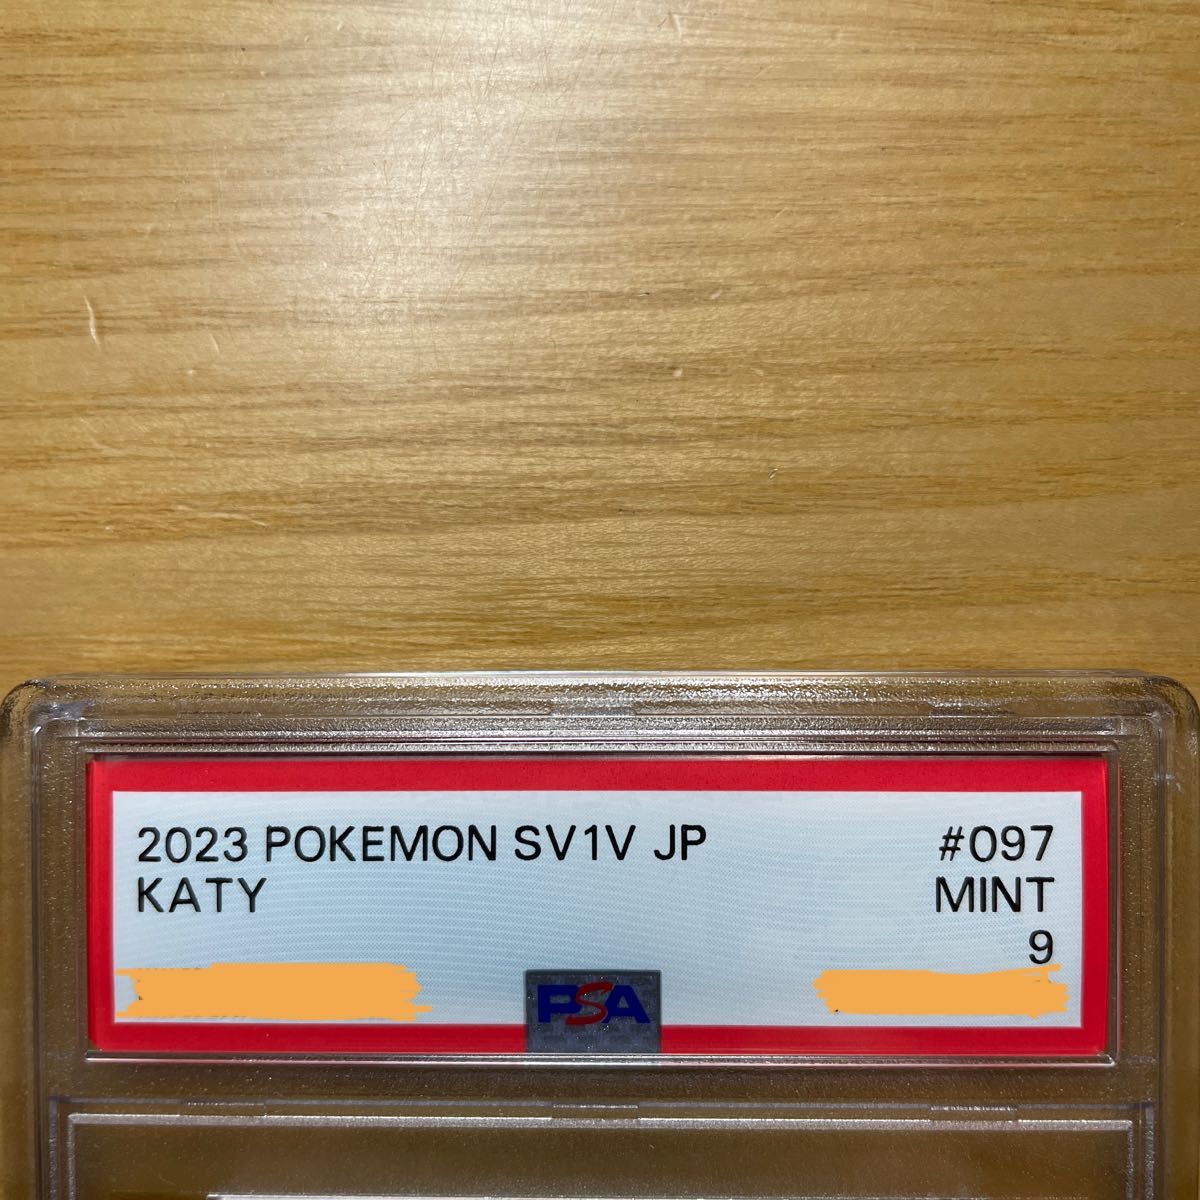 2023 POKEMON SV1V JP #097
KATY MINT
9
PSA